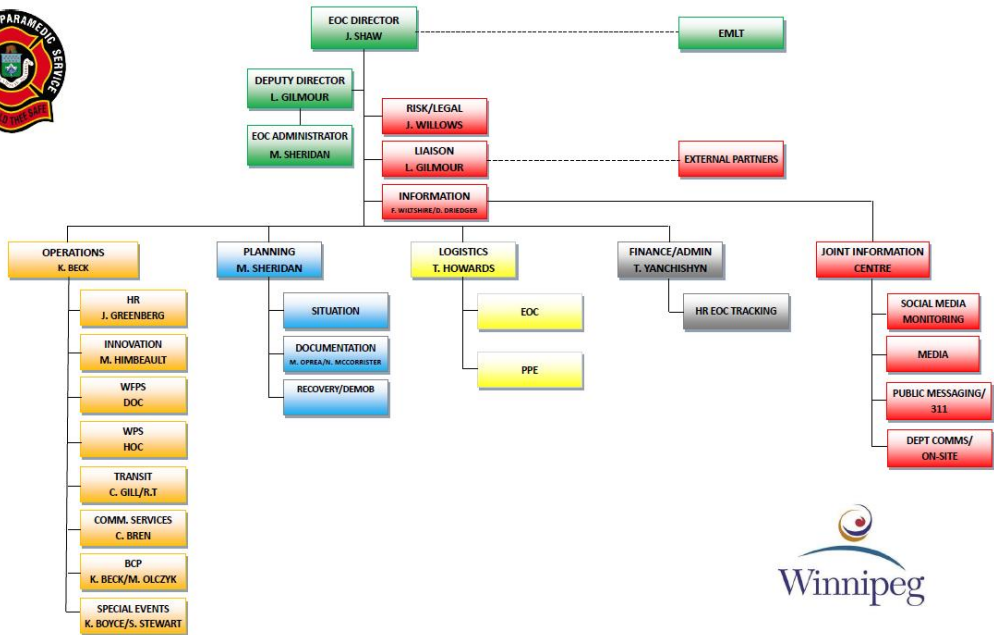 PARAMEDIC SERVICE
EOC DIRECTOR
J. SHAW
EMLT
DEPUTY DIRECTOR
L. GILMOUR
EOC ADMINISTRATOR
M. SHERIDAN
RISK/LEGAL
J. WILLOWS
LIAISON
L. GILMOUR
EXTERNAL PARTNERS
INFORMATION
F. WILTSHIRE/D. DRIEDGER
OPERATIONS
K. BECK
PLANNING
M. SHERIDAN
LOGISTICS
T. HOWARDS
FINANCE/ADMIN
T. YANCHISHYN
JOINT INFORMATION
CENTRE
HR
J. GREENBERG
INNOVATION
M. HIMBEAULT
WFPS
DOC
WPS
HOC
TRANSIT
C. GILL/R.T
COMM. SERVICES
C. BREN
BCP
K. BECK/M. OLCZYK
SPECIAL EVENTS
K. BOYCE/S. STEWART
SITUATION
DOCUMENTATION
M. OPREA/N. MCCORRISTER
RECOVERY/DEMOB
EOC
PPE
HR EOC TRACKING
SOCIAL MEDIA
MONITORING
MEDIA
PUBLIC MESSAGING/
311
DEPT COMMS/
ON-SITE
Winnipeg